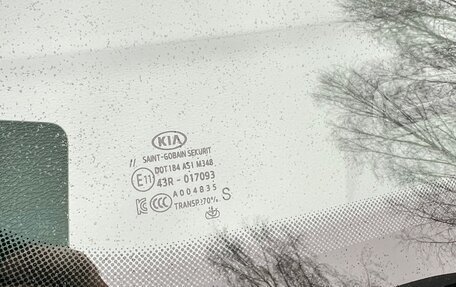 KIA
// SAINT-GOBAIN SEKURIT
DOT184 AS1 M348
E11 43R - 017093
CCC A004835 S
TRANSP.≥70%